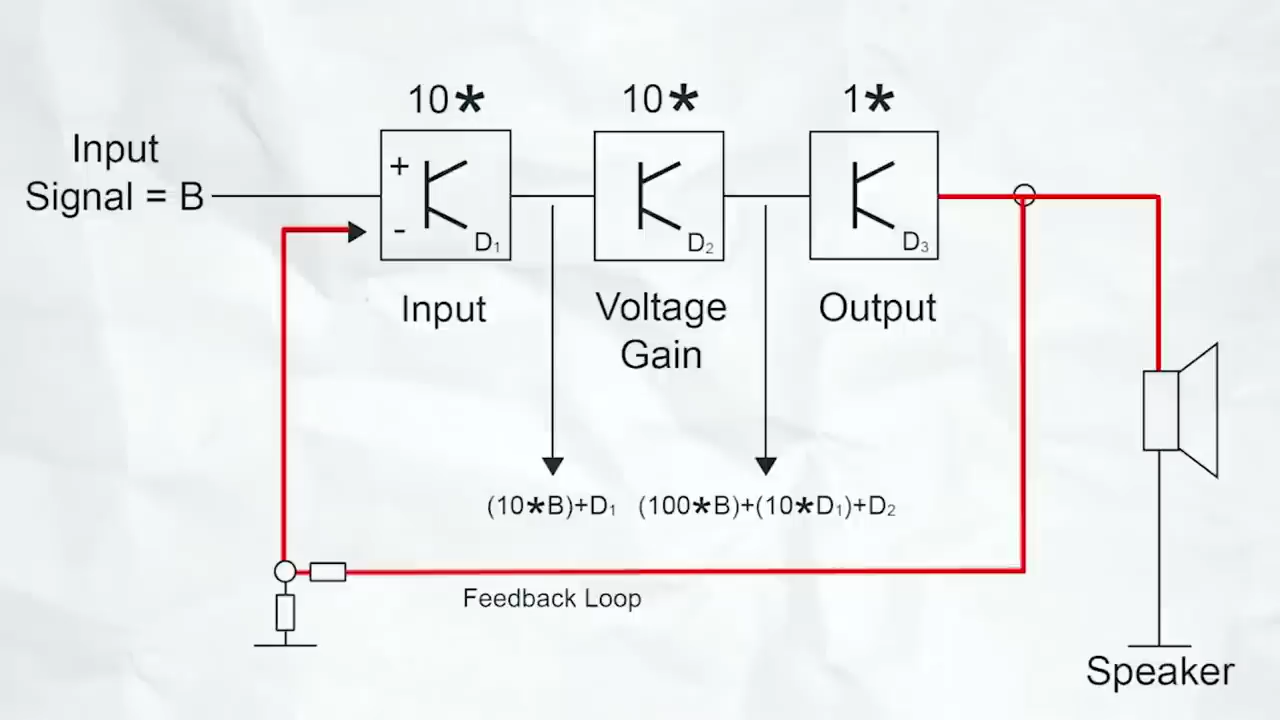 10* 10* 1*
Input
Signal = B
+
-
D₁ D₂ D₃
Input Voltage Output
Gain
(10*B)+D₁ (100*B)+(10*D₁)+D₂
Feedback Loop
Speaker